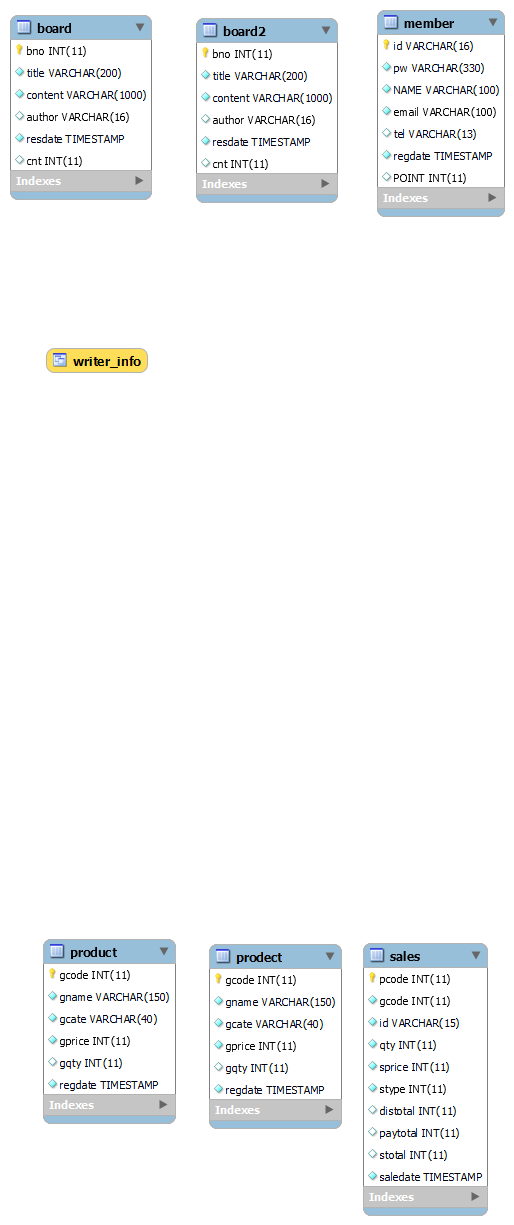 board
bno INT(11)
title VARCHAR(200)
content VARCHAR(1000)
author VARCHAR(16)
resdate TIMESTAMP
cnt INT(11)
Indexes
board2
bno INT(11)
title VARCHAR(200)
content VARCHAR(1000)
author VARCHAR(16)
resdate TIMESTAMP
cnt INT(11)
Indexes
member
id VARCHAR(16)
pw VARCHAR(330)
NAME VARCHAR(100)
email VARCHAR(100)
tel VARCHAR(13)
regdate TIMESTAMP
POINT INT(11)
Indexes
writer_info
product
gcode INT(11)
gname VARCHAR(150)
gcate VARCHAR(40)
gprice INT(11)
gqty INT(11)
regdate TIMESTAMP
Indexes
prodect
gcode INT(11)
gname VARCHAR(150)
gcate VARCHAR(40)
gprice INT(11)
gqty INT(11)
regdate TIMESTAMP
Indexes
sales
pcode INT(11)
gcode INT(11)
id VARCHAR(15)
qty INT(11)
sprice INT(11)
stype INT(11)
distotal INT(11)
paytotal INT(11)
stotal INT(11)
saledate TIMESTAMP
Indexes